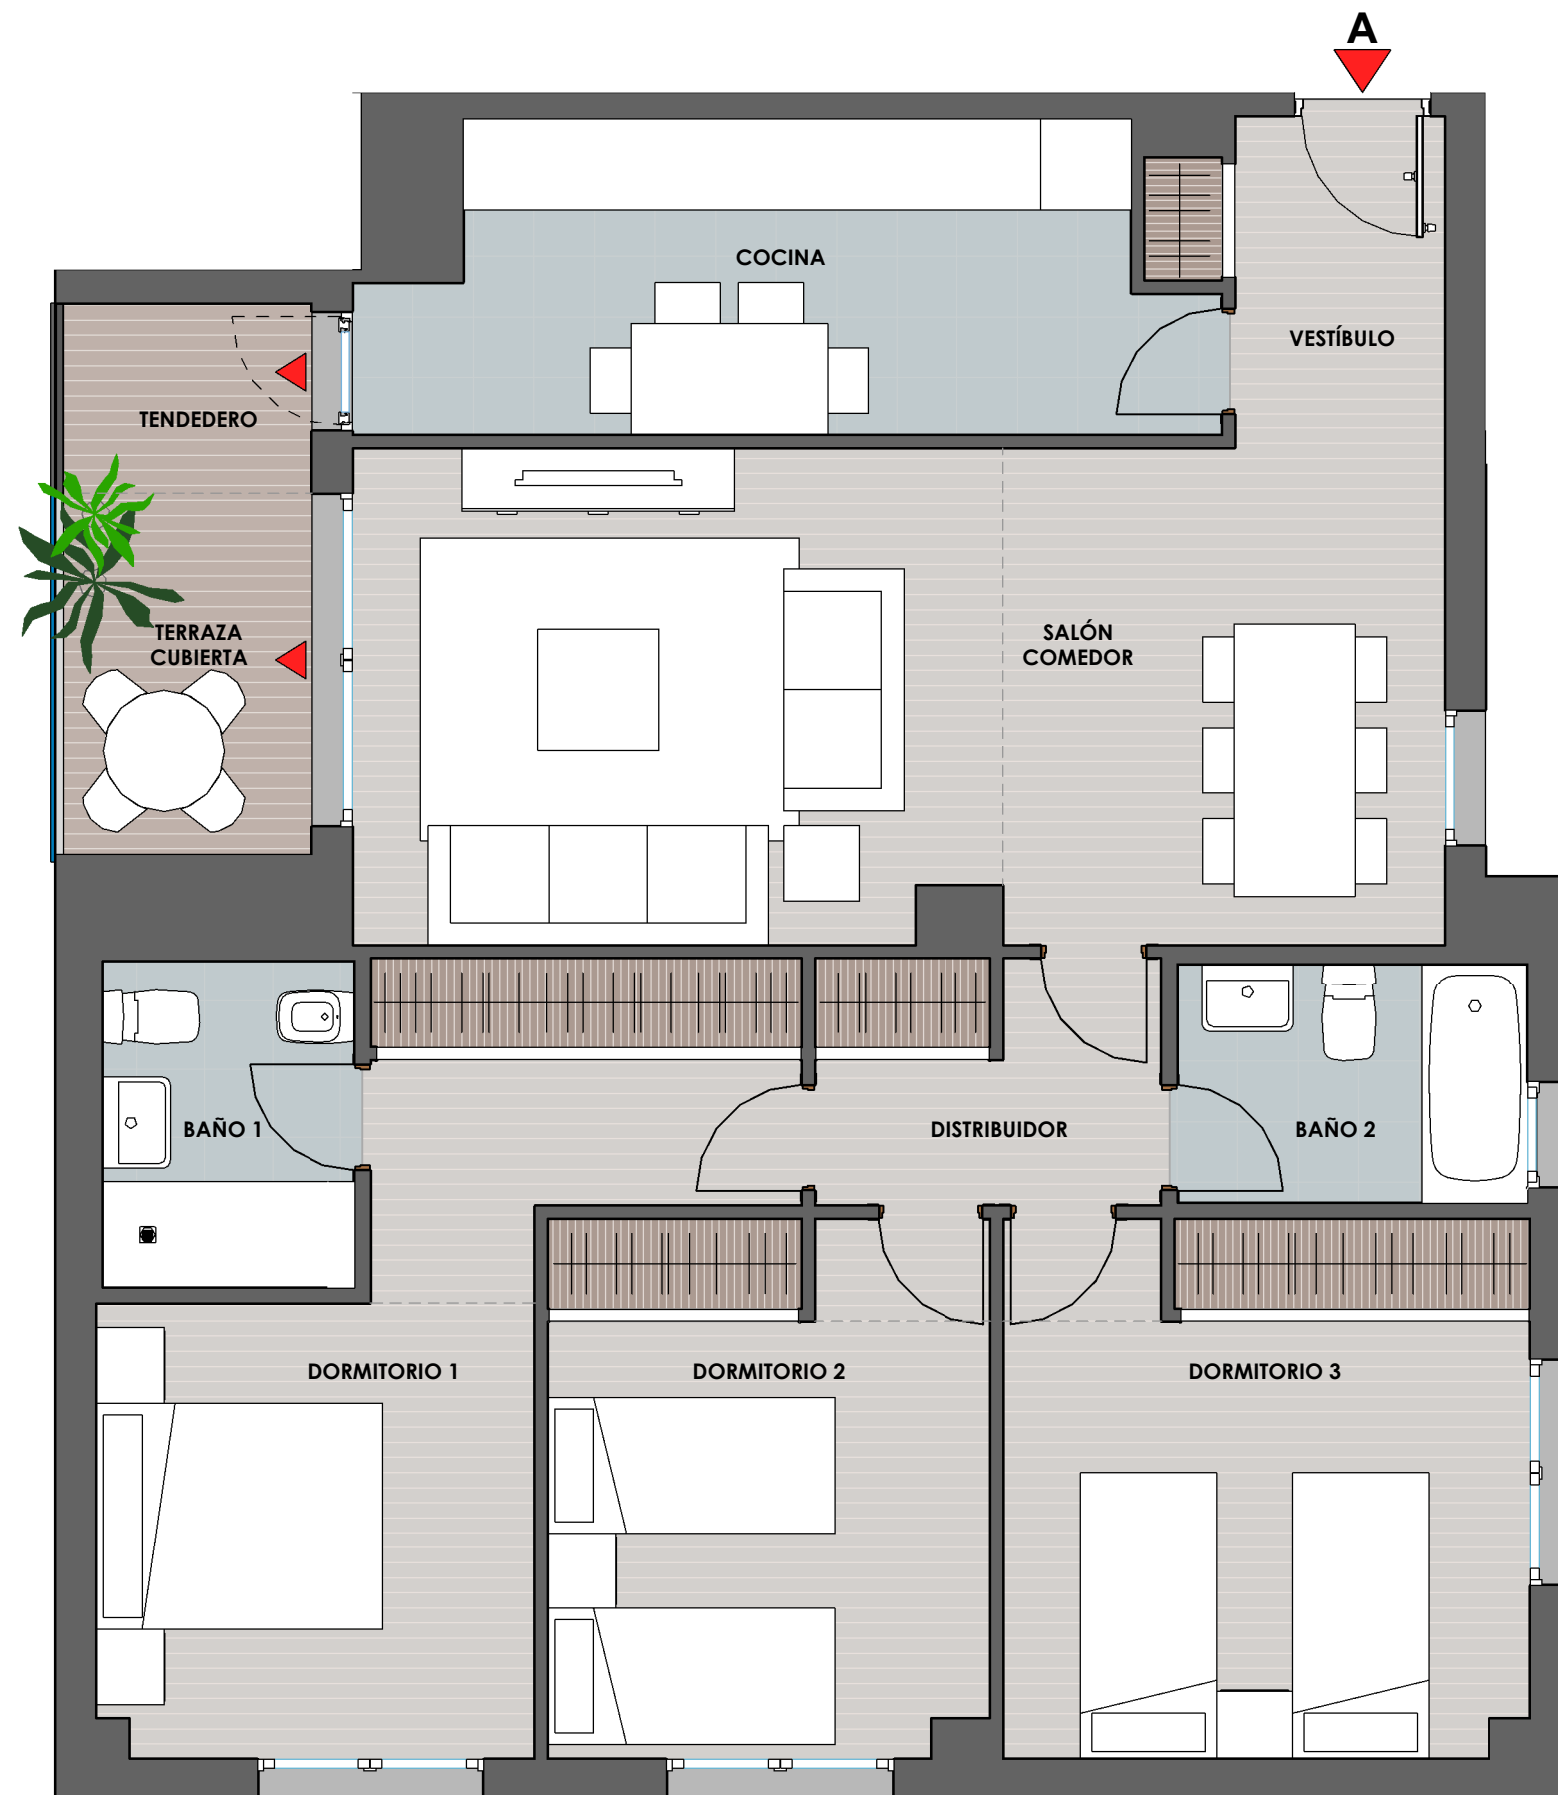 A
COCINA
VESTÍBULO
TENDEDERO
TERRAZA
CUBIERTA
SALÓN
COMEDOR
BAÑO 1
DISTRIBUIDOR
BAÑO 2
DORMITORIO 1
DORMITORIO 2
DORMITORIO 3